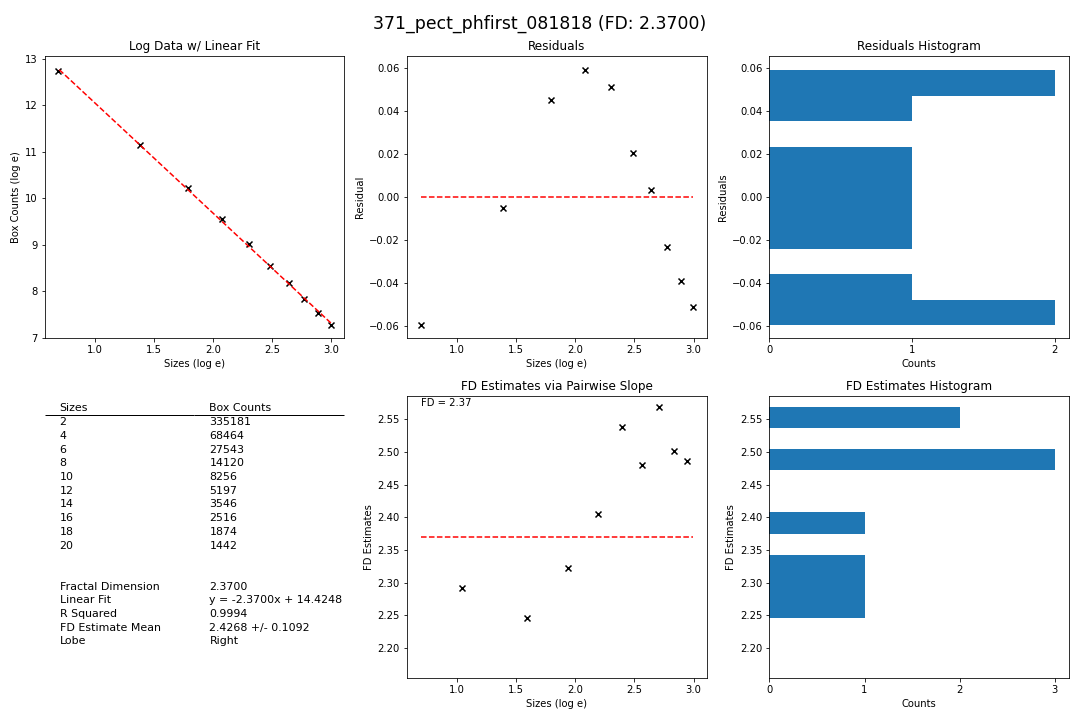 371_pect_phfirst_081818 (FD: 2.3700)
Log Data w/ Linear Fit
13
12
11
10
9
8
7
Box Counts (log e)
1.0 1.5 2.0 2.5 3.0
Sizes (log e)
Residuals
0.06
0.04
0.02
0.00
−0.02
−0.04
−0.06
Residual
1.0 1.5 2.0 2.5 3.0
Sizes (log e)
Residuals Histogram
0.06
0.04
0.02
0.00
−0.02
−0.04
−0.06
Residuals
0 1 2
Counts
Sizes Box Counts
2 335181
4 68464
6 27543
8 14120
10 8256
12 5197
14 3546
16 2516
18 1874
20 1442
Fractal Dimension 2.3700
Linear Fit y = -2.3700x + 14.4248
R Squared 0.9994
FD Estimate Mean 2.4268 +/- 0.1092
Lobe Right
FD Estimates via Pairwise Slope
FD = 2.37
2.55
2.50
2.45
2.40
2.35
2.30
2.25
2.20
FD Estimates
1.0 1.5 2.0 2.5 3.0
Sizes (log e)
FD Estimates Histogram
2.55
2.50
2.45
2.40
2.35
2.30
2.25
2.20
FD Estimates
0 1 2 3
Counts